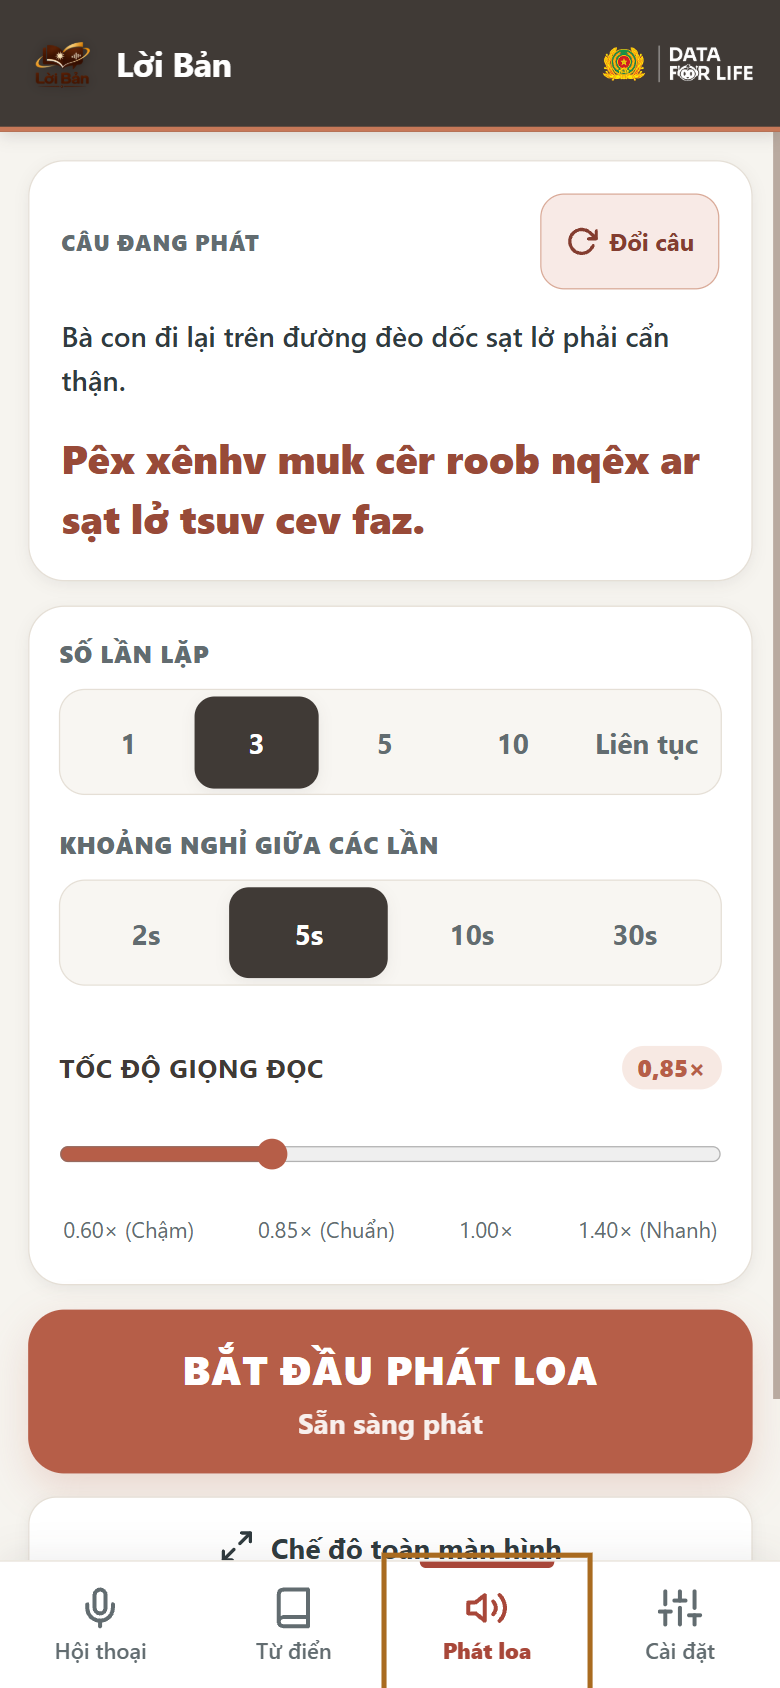 Lời Bản
Lời Bản
DATA
FOR LIFE
CÂU ĐANG PHÁT
Đổi câu
Bà con đi lại trên đường đèo dốc sạt lở phải cẩn
thận.
Pêx xênhv muk cêr roob nqêx ar
sạt lở tsuv cev faz.
SỐ LẦN LẶP
1 3 5 10 Liên tục
KHOẢNG NGHỈ GIỮA CÁC LẦN
2s 5s 10s 30s
TỐC ĐỘ GIỌNG ĐỌC
0,85×
0.60× (Chậm) 0.85× (Chuẩn) 1.00× 1.40× (Nhanh)
BẮT ĐẦU PHÁT LOA
Sẵn sàng phát
Chế độ toàn màn hình
Hội thoại Từ điển Phát loa Cài đặt